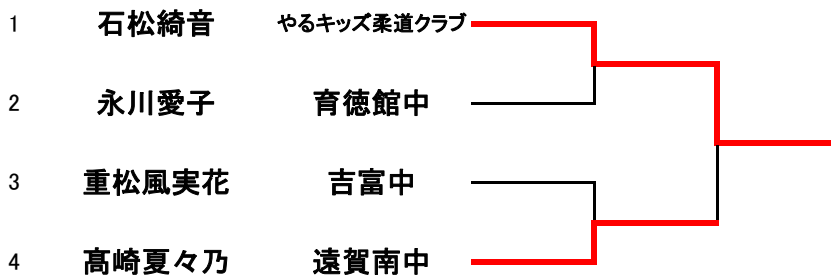 1 石松綺音 やるキッズ柔道クラブ
2 永川愛子 育徳館中
3 重松風実花 吉富中
4 髙崎夏々乃 遠賀南中